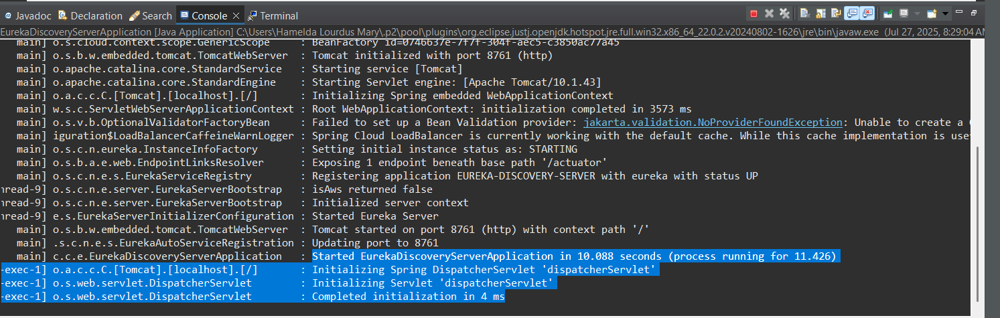 @ Javadoc Declaration Search Console Terminal
EurekaDiscoveryServerApplication [Java Application] C:\Users\Hamelda Lourdus Mary\.p2\pool\plugins\org.eclipse.justj.openjdk.hotspot.jre.full.win32.x86_64_22.0.2.v20240802-1626\jre\bin\javaw.exe (Jul 27, 2025, 8:29:04 AM
main] o.s.cloud.context.scope.GenericScope : BeanFactory id=0746637e-7f7f-304f-aec5-c3850ac77a45
main] o.s.b.w.embedded.tomcat.TomcatWebServer : Tomcat initialized with port 8761 (http)
main] o.apache.catalina.core.StandardService : Starting service [Tomcat]
main] o.apache.catalina.core.StandardEngine : Starting Servlet engine: [Apache Tomcat/10.1.43]
main] o.a.c.c.C.[Tomcat].[localhost].[/] : Initializing Spring embedded WebApplicationContext
main] w.s.c.ServletWebServerApplicationContext : Root WebApplicationContext: initialization completed in 3573 ms
main] o.s.v.b.OptionalValidatorFactoryBean : Failed to set up a Bean Validation provider: jakarta.validation.NoProviderFoundException: Unable to create a
main] iguration$LoadBalancerCaffeineWarnLogger : Spring Cloud LoadBalancer is currently working with the default cache. While this cache implementation is use
main] o.s.c.n.eureka.InstanceInfoFactory : Setting initial instance status as: STARTING
main] o.s.b.a.e.web.EndpointLinksResolver : Exposing 1 endpoint beneath base path '/actuator'
main] o.s.c.n.e.s.EurekaServiceRegistry : Registering application EUREKA-DISCOVERY-SERVER with eureka with status UP
hread-9] o.s.c.n.e.server.EurekaServerBootstrap : isAws returned false
hread-9] o.s.c.n.e.server.EurekaServerBootstrap : Initialized server context
hread-9] e.s.EurekaServerInitializerConfiguration : Started Eureka Server
main] o.s.b.w.embedded.tomcat.TomcatWebServer : Tomcat started on port 8761 (http) with context path '/'
main] .s.c.n.e.s.EurekaAutoServiceRegistration : Updating port to 8761
main] c.c.e.EurekaDiscoveryServerApplication : Started EurekaDiscoveryServerApplication in 10.088 seconds (process running for 11.426)
-exec-1] o.a.c.c.C.[Tomcat].[localhost].[/] : Initializing Spring DispatcherServlet 'dispatcherServlet'
-exec-1] o.s.web.servlet.DispatcherServlet : Initializing Servlet 'dispatcherServlet'
-exec-1] o.s.web.servlet.DispatcherServlet : Completed initialization in 4 ms